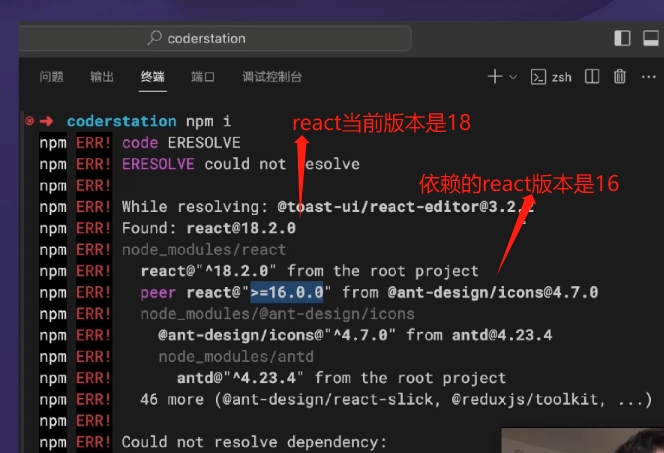 coderstation
问题 输出 终端 端口 调试控制台 zsh
coderstation npm i
react当前版本是18
npm ERR! code ERESOLVE
npm ERR! ERESOLVE could not resolve
npm ERR!
依赖的react版本是16
npm ERR! While resolving: @toast-ui/react-editor@3.2.2
npm ERR! Found: react@18.2.0
npm ERR! node_modules/react
npm ERR! react@"^18.2.0" from the root project
npm ERR! peer react@">=16.0.0" from @ant-design/icons@4.7.0
npm ERR! node_modules/@ant-design/icons
npm ERR! @ant-design/icons@"^4.7.0" from antd@4.23.4
npm ERR! node_modules/antd
npm ERR! antd@"^4.23.4" from the root project
npm ERR! 46 more (@ant-design/react-slick, @reduxjs/toolkit, ...)
npm ERR!
npm ERR! Could not resolve dependency: